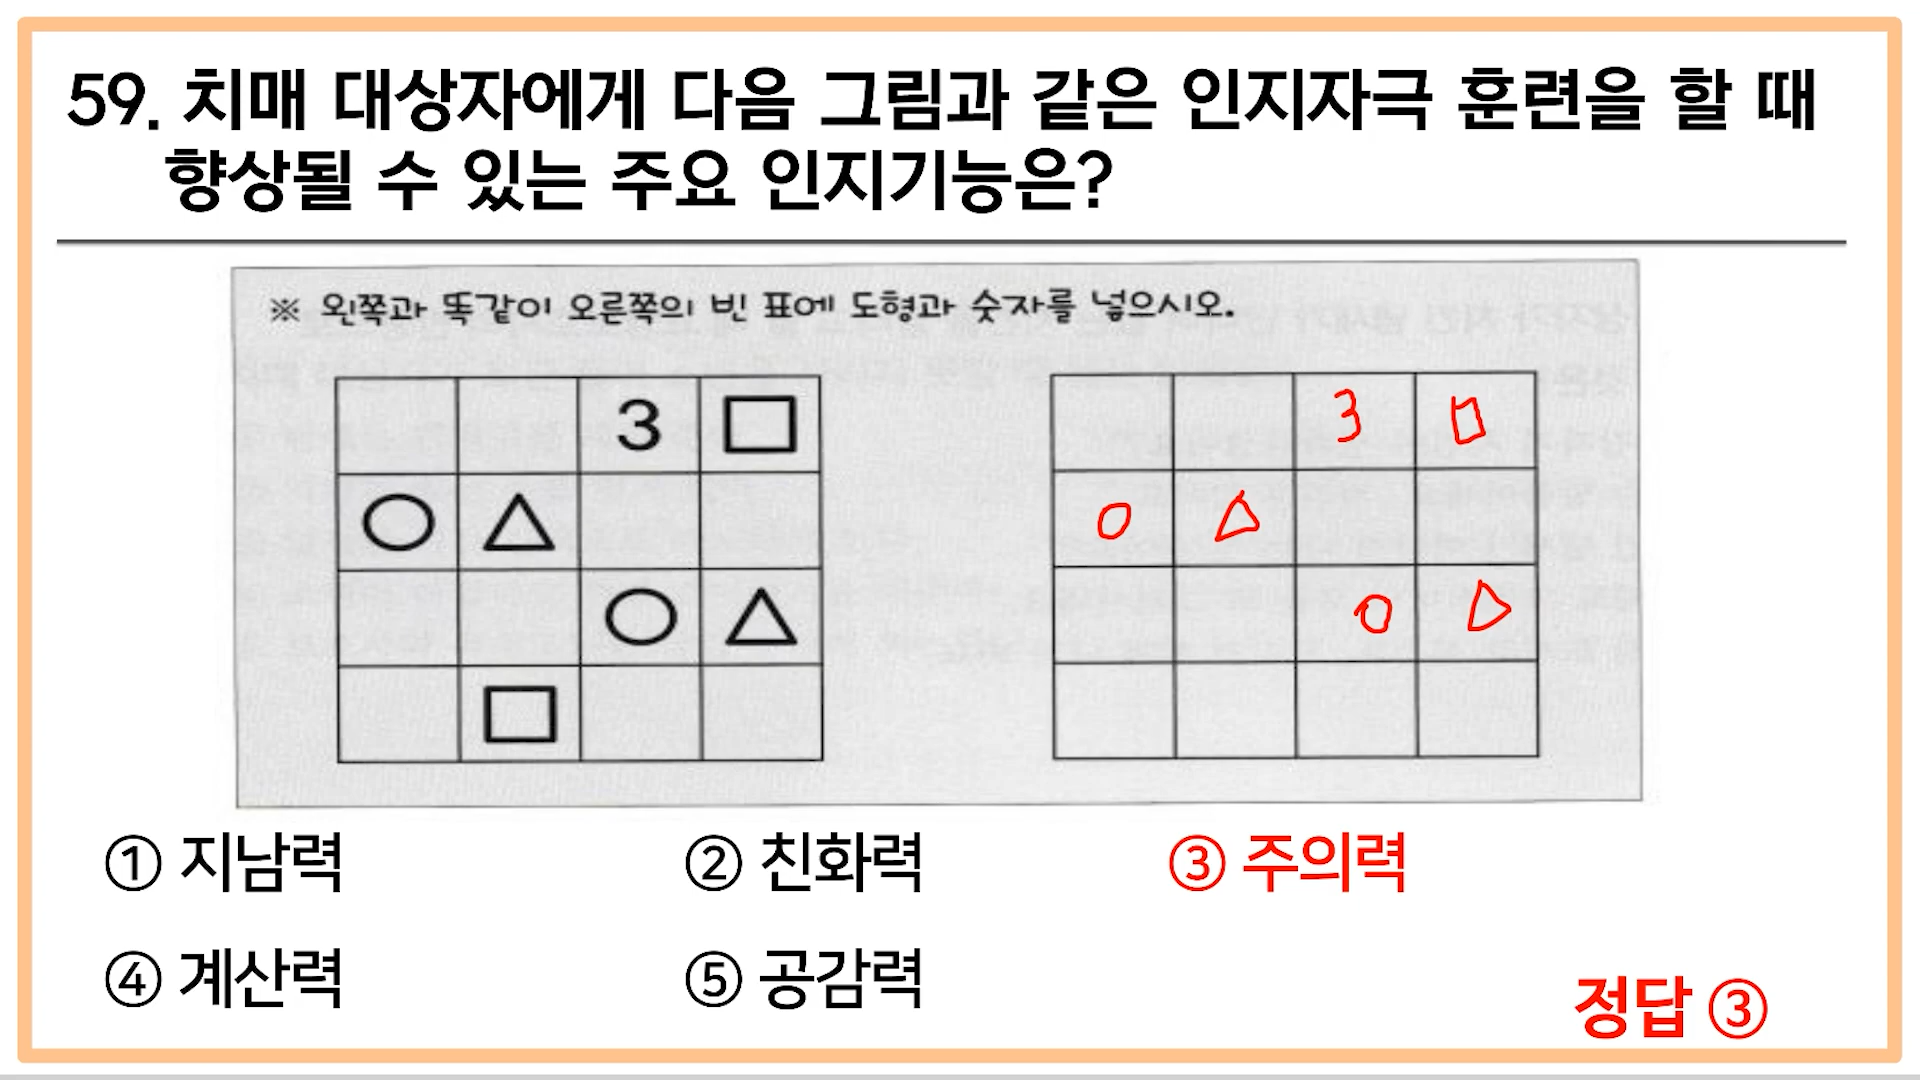 59. 치매 대상자에게 다음 그림과 같은 인지자극 훈련을 할 때
향상될 수 있는 주요 인지기능은?
※ 왼쪽과 똑같이 오른쪽의 빈 표에 도형과 숫자를 넣으시오.
3 □ 3 □
○ △ ○ △
○ △ ○ △
□
① 지남력 ② 친화력 ③ 주의력
④ 계산력 ⑤ 공감력
정답 ③